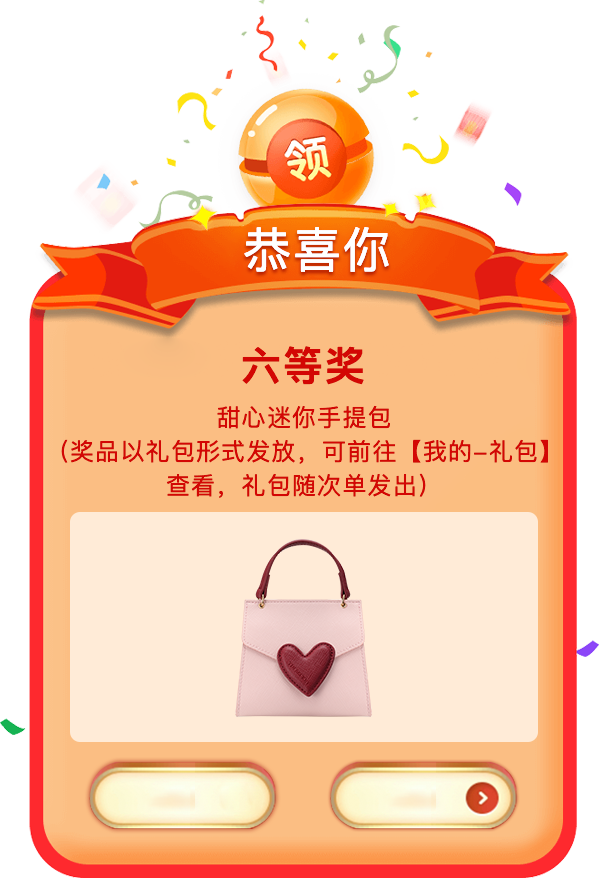 领
恭喜你
六等奖
甜心迷你手提包
（奖品以礼包形式发放，可前往【我的-礼包】
查看，礼包随次单发出）